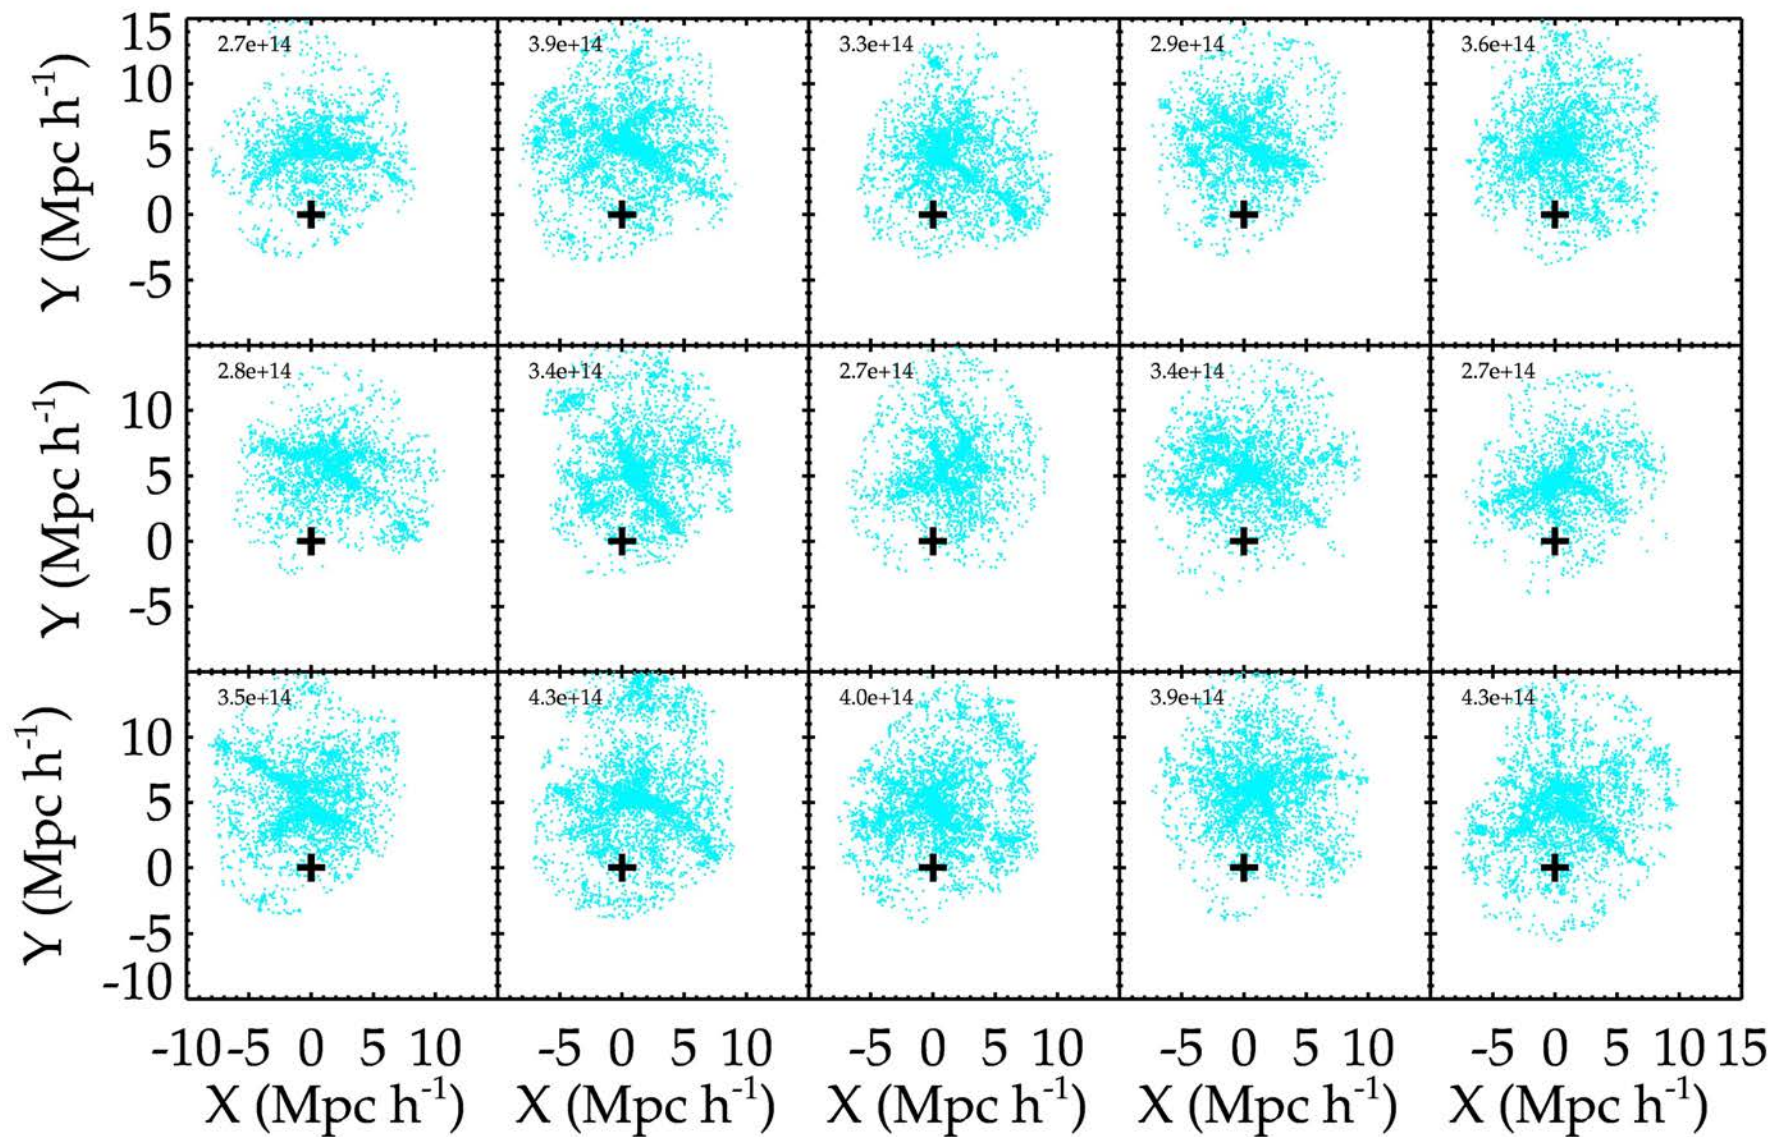 15
10
5
0
-5
Y (Mpc h-1)
2.7e+14
3.9e+14
3.3e+14
2.9e+14
3.6e+14
10
5
0
-5
Y (Mpc h-1)
2.8e+14
3.4e+14
2.7e+14
3.4e+14
2.7e+14
10
5
0
-5
-10
Y (Mpc h-1)
3.5e+14
4.3e+14
4.0e+14
3.9e+14
4.3e+14
-10 -5 0 5 10 -5 0 5 10 -5 0 5 10 -5 0 5 10 -5 0 5 10 15
X (Mpc h-1) X (Mpc h-1) X (Mpc h-1) X (Mpc h-1) X (Mpc h-1)